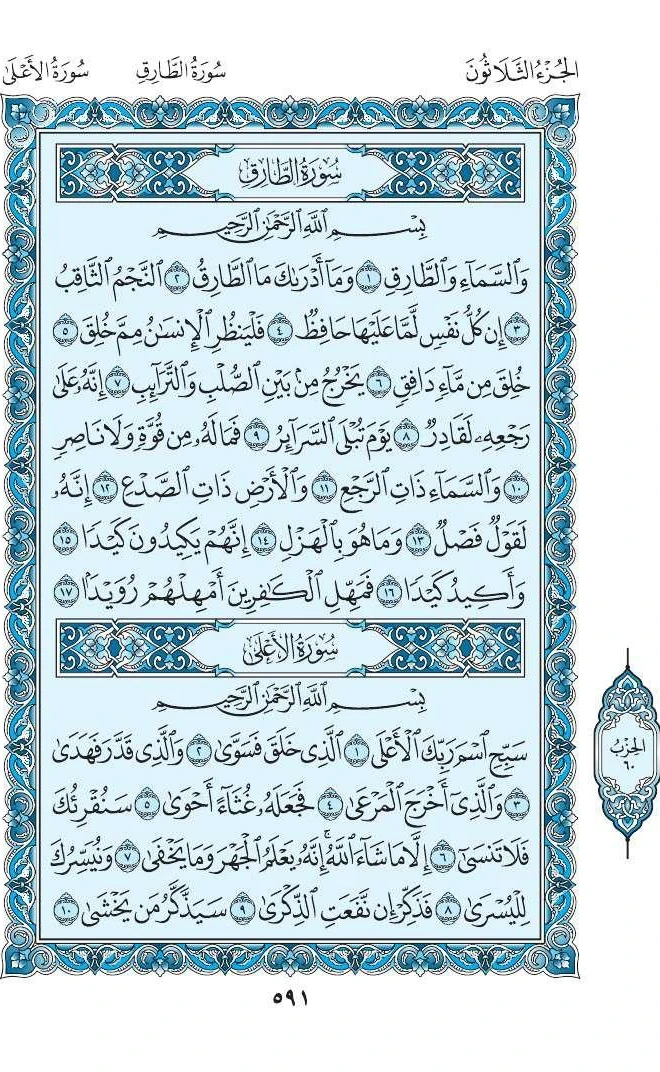 الجُزْءُ الثَّلَاثُونَ سُورَةُ الطَّارِقِ سُورَةُ الأَعْلَىٰ
سُورَةُ الطَّارِقِ
بِسْمِ ٱللَّهِ ٱلرَّحْمَٰنِ ٱلرَّحِيمِ
وَٱلسَّمَآءِ وَٱلطَّارِقِ ١ وَمَآ أَدْرَىٰكَ مَا ٱلطَّارِقُ ٢ ٱلنَّجْمُ ٱلثَّاقِبُ
٣ إِن كُلُّ نَفْسٍ لَّمَّا عَلَيْهَا حَافِظٌ ٤ فَلْيَنظُرِ ٱلْإِنسَٰنُ مِمَّ خُلِقَ ٥
خُلِقَ مِن مَّآءٍ دَافِقٍ ٦ يَخْرُجُ مِنۢ بَيْنِ ٱلصُّلْبِ وَٱلتَّرَآئِبِ ٧ إِنَّهُۥ عَلَىٰ
رَجْعِهِۦ لَقَادِرٌ ٨ يَوْمَ تُبْلَى ٱلسَّرَآئِرُ ٩ فَمَا لَهُۥ مِن قُوَّةٍ وَلَا نَاصِرٍ
١٠ وَٱلسَّمَآءِ ذَاتِ ٱلرَّجْعِ ١١ وَٱلْأَرْضِ ذَاتِ ٱلصَّدْعِ ١٢ إِنَّهُۥ
لَقَوْلٌ فَصْلٌ ١٣ وَمَا هُوَ بِٱلْهَزْلِ ١٤ إِنَّهُمْ يَكِيدُونَ كَيْدًا ١٥
وَأَكِيدُ كَيْدًا ١٦ فَمَهِّلِ ٱلْكَٰفِرِينَ أَمْهِلْهُمْ رُوَيْدًۢا ١٧
سُورَةُ الأَعْلَىٰ
بِسْمِ ٱللَّهِ ٱلرَّحْمَٰنِ ٱلرَّحِيمِ
سَبِّحِ ٱسْمَ رَبِّكَ ٱلْأَعْلَى ١ ٱلَّذِى خَلَقَ فَسَوَّىٰ ٢ وَٱلَّذِى قَدَّرَ فَهَدَىٰ
٣ وَٱلَّذِىٓ أَخْرَجَ ٱلْمَرْعَىٰ ٤ فَجَعَلَهُۥ غُثَآءً أَحْوَىٰ ٥ سَنُقْرِئُكَ
فَلَا تَنسَىٰٓ ٦ إِلَّا مَا شَآءَ ٱللَّهُ ۚ إِنَّهُۥ يَعْلَمُ ٱلْجَهْرَ وَمَا يَخْفَىٰ ٧ وَنُيَسِّرُكَ
لِلْيُسْرَىٰ ٨ فَذَكِّرْ إِن نَّفَعَتِ ٱلذِّكْرَىٰ ٩ سَيَذَّكَّرُ مَن يَخْشَىٰ ١٠
الحِزْبُ
٦٠
٥٩١